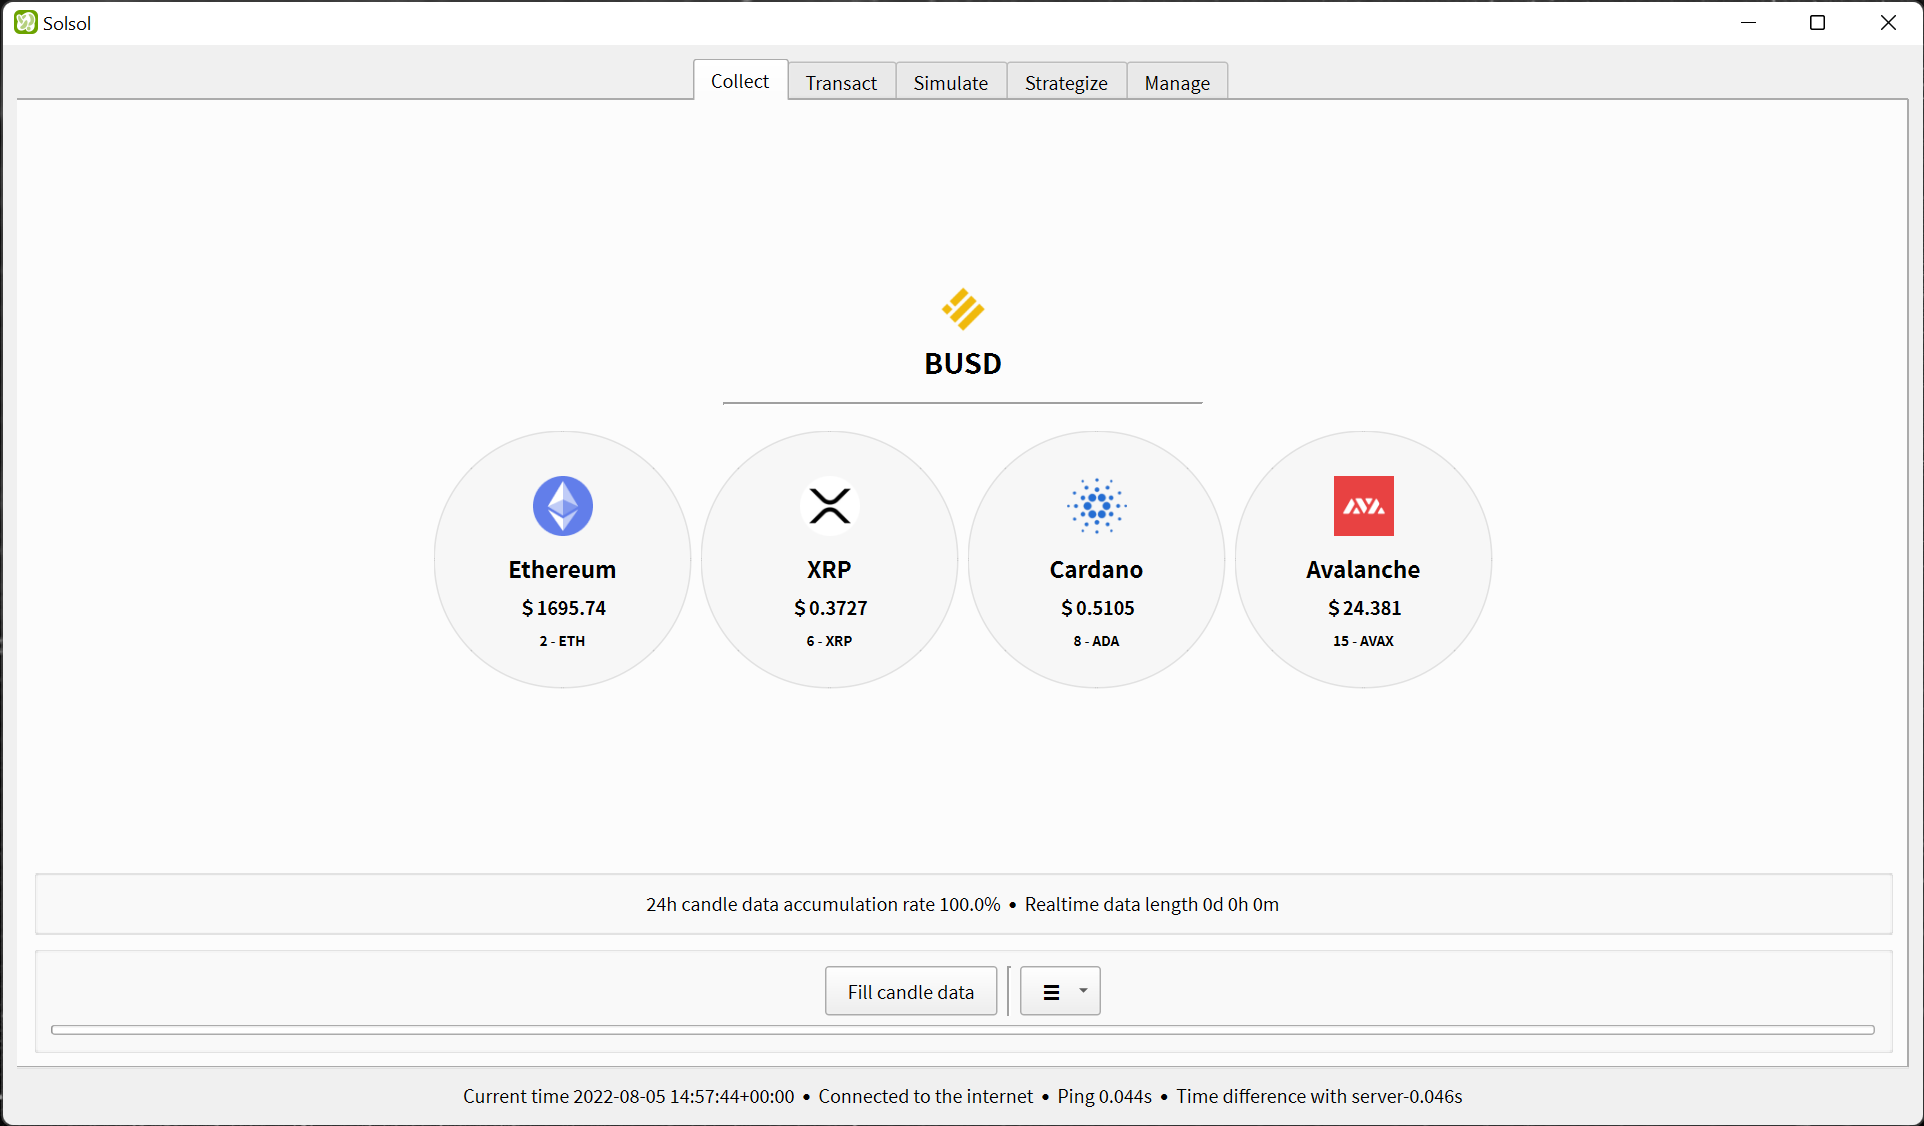 Solsol
Collect Transact Simulate Strategize Manage
BUSD
Ethereum
$ 1695.74
2 - ETH
XRP
$ 0.3727
6 - XRP
Cardano
$ 0.5105
8 - ADA
Avalanche
$ 24.381
15 - AVAX
24h candle data accumulation rate 100.0% • Realtime data length 0d 0h 0m
Fill candle data
Current time 2022-08-05 14:57:44+00:00 • Connected to the internet • Ping 0.044s • Time difference with server-0.046s